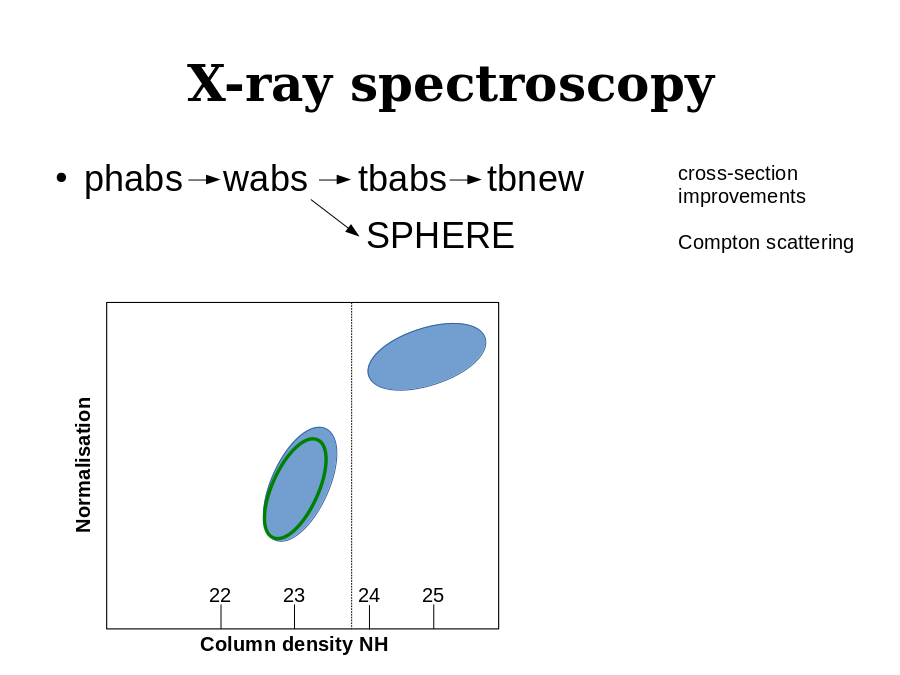 X-ray spectroscopy
• phabs → wabs → tbabs → tbnew
cross-section
improvements
SPHERE
Compton scattering
Normalisation
22 23 24 25
Column density NH